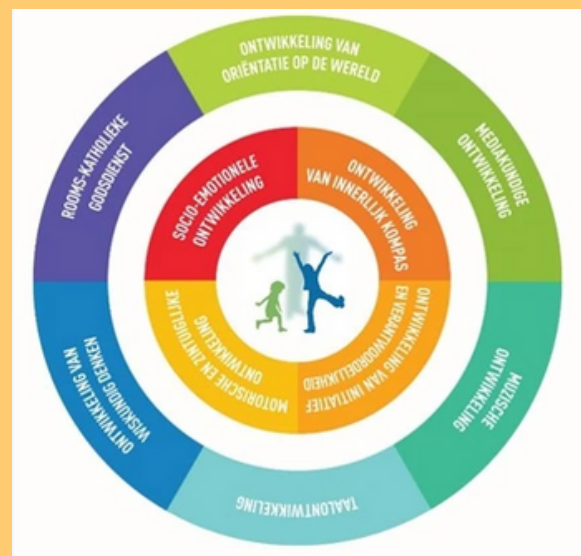 ONTWIKKELING VAN
ORIËNTATIE OP DE WERELD
MEDIAKUNDIGE
ONTWIKKELING
MUZISCHE
ONTWIKKELING
TAALONTWIKKELING
ONTWIKKELING VAN
WISKUNDIG DENKEN
ROOMS-KATHOLIEKE
GODSDIENST
SOCIO-EMOTIONELE
ONTWIKKELING
ONTWIKKELING
VAN INNERLIJK KOMPAS
ONTWIKKELING VAN INITIATIEF
EN VERANTWOORDELIJKHEID
MOTORISCHE EN ZINTUIGLIJKE
ONTWIKKELING